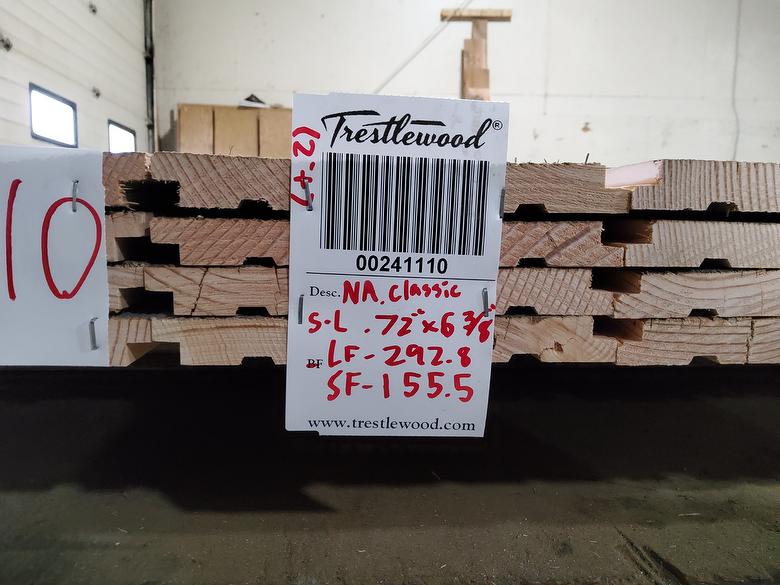 10
(2'-+)
Trestlewood®
00241110
Desc. NA. Classic
S-L .72" x 6 3/8"
BF LF- 292.8
SF- 155.5
www.trestlewood.com